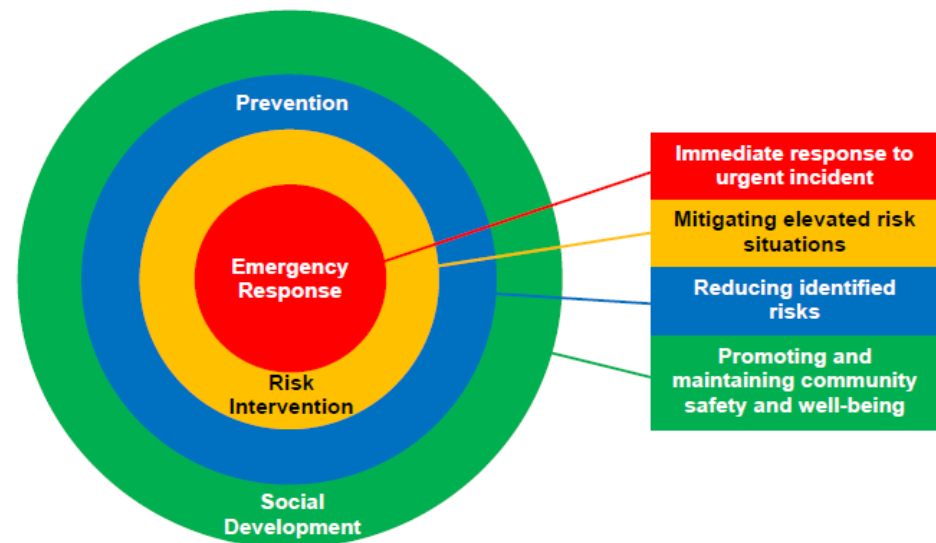 Prevention
Emergency
Response
Risk
Intervention
Social
Development
Immediate response to
urgent incident
Mitigating elevated risk
situations
Reducing identified
risks
Promoting and
maintaining community
safety and well-being